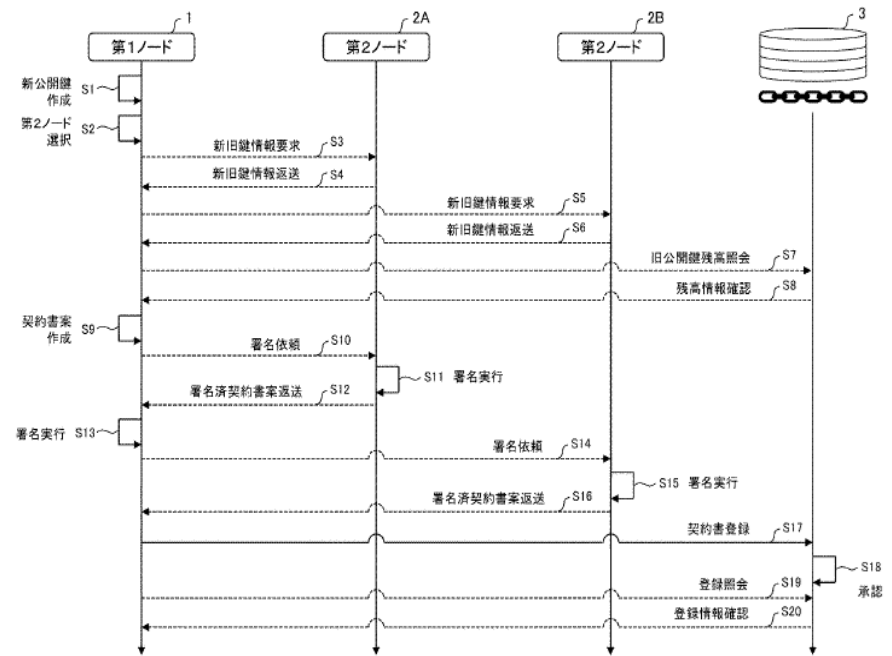 1
2A
2B
3
第1ノード
第2ノード
第2ノード
新公開鍵
作成
S1
第2ノード
選択
S2
新旧鍵情報要求 S3
新旧鍵情報返送 S4
新旧鍵情報要求 S5
新旧鍵情報返送 S6
旧公開鍵残高照会 S7
残高情報確認 S8
契約書案
作成
S9
署名依頼 S10
S11 署名実行
署名済契約書案返送 S12
署名実行 S13
署名依頼 S14
S15 署名実行
署名済契約書案返送 S16
契約書登録 S17
S18
承認
登録照会 S19
登録情報確認 S20